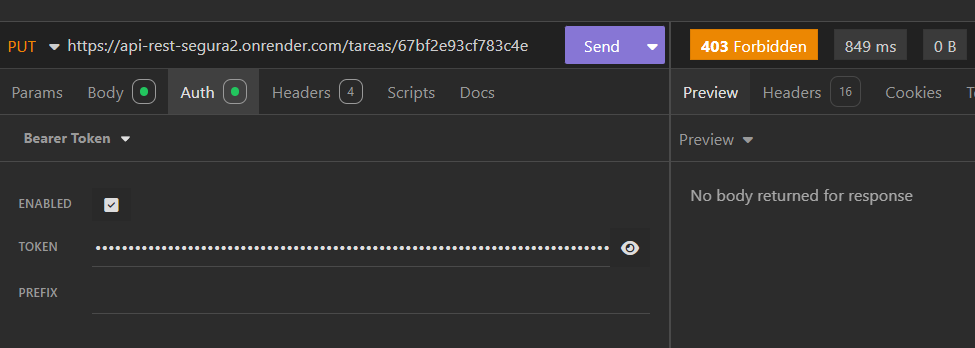 PUT https://api-rest-segura2.onrender.com/tareas/67bf2e93cf783c4e Send 403 Forbidden 849 ms 0 B
Params Body Auth Headers 4 Scripts Docs Preview Headers 16 Cookies
Bearer Token Preview
ENABLED No body returned for response
TOKEN ••••••••••••••••••••••••••••••••••••••••••••••••••••••••••••••••••••••••••••••
PREFIX